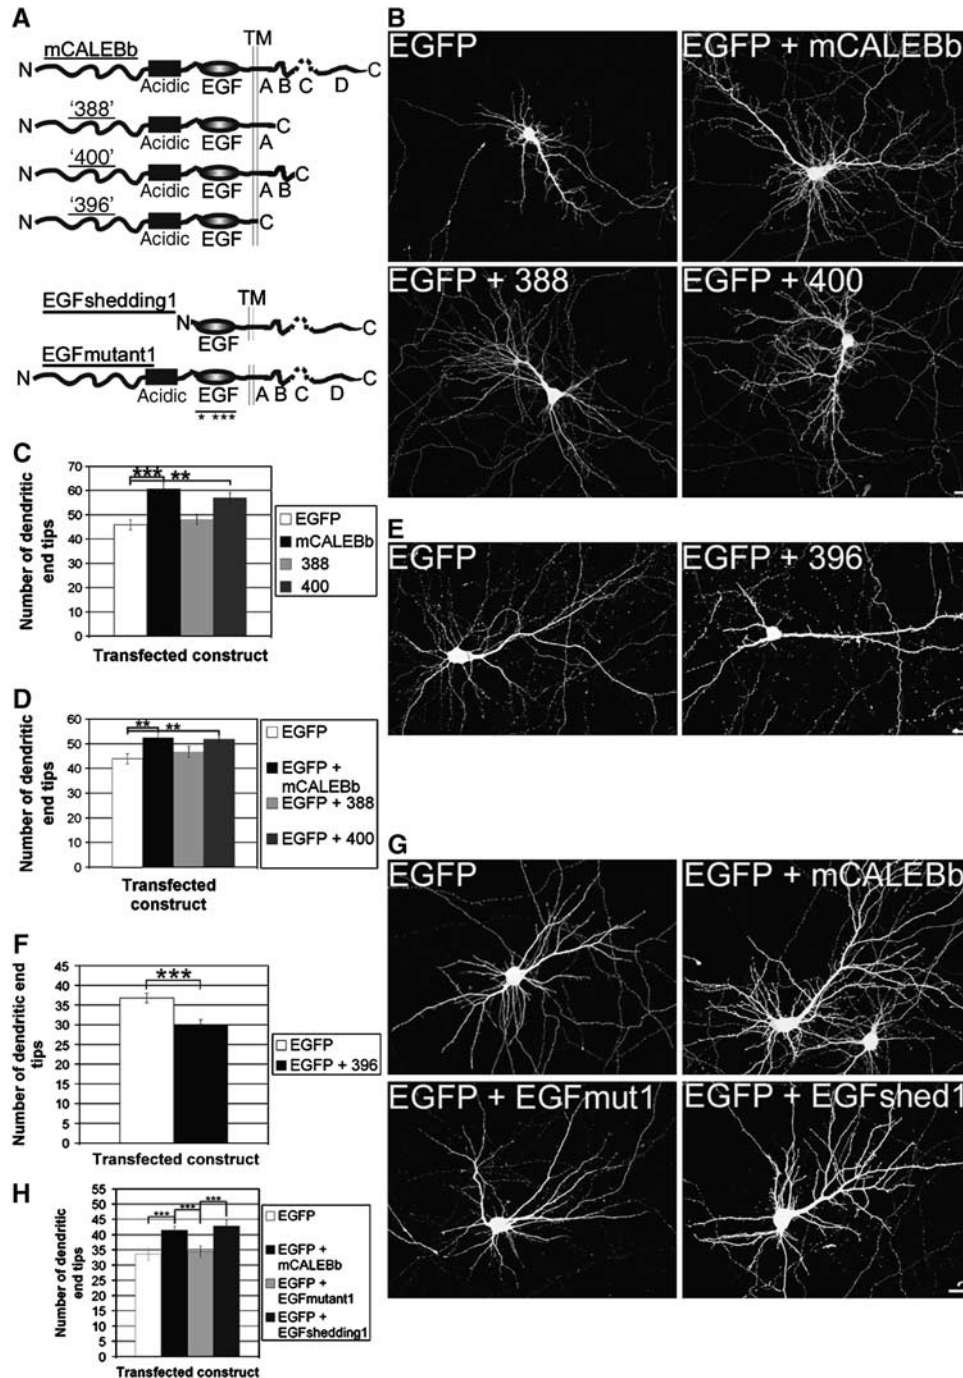 A
TM
mCALEBb
N
C
Acidic
EGF
A B C D
'388'
N
C
Acidic
EGF
A
'400'
N
C
Acidic
EGF
A B
'396'
N
C
Acidic
EGF
EGFshedding1
TM
N
C
EGF
EGFmutant1
N
C
Acidic
EGF
A B C D
* ***
B
EGFP
EGFP + mCALEBb
EGFP + 388
EGFP + 400
C
Number of dendritic
end tips
70
60
50
40
30
20
10
0
***
**
Transfected construct
EGFP
mCALEBb
388
400
D
Number of dendritic
end tips
60
50
40
30
20
10
0
**
**
Transfected
construct
EGFP
EGFP +
mCALEBb
EGFP + 388
EGFP + 400
E
EGFP
EGFP + 396
F
Number of dendritic end
tips
45
40
35
30
25
20
15
10
5
0
***
Transfected construct
EGFP
EGFP + 396
G
EGFP
EGFP + mCALEBb
EGFP + EGFmut1
EGFP + EGFshed1
H
Number of dendritic
end tips
55
50
45
40
35
30
25
20
15
10
5
0
***
***
***
Transfected construct
EGFP
EGFP +
mCALEBb
EGFP +
EGFmutant1
EGFP +
EGFshedding1